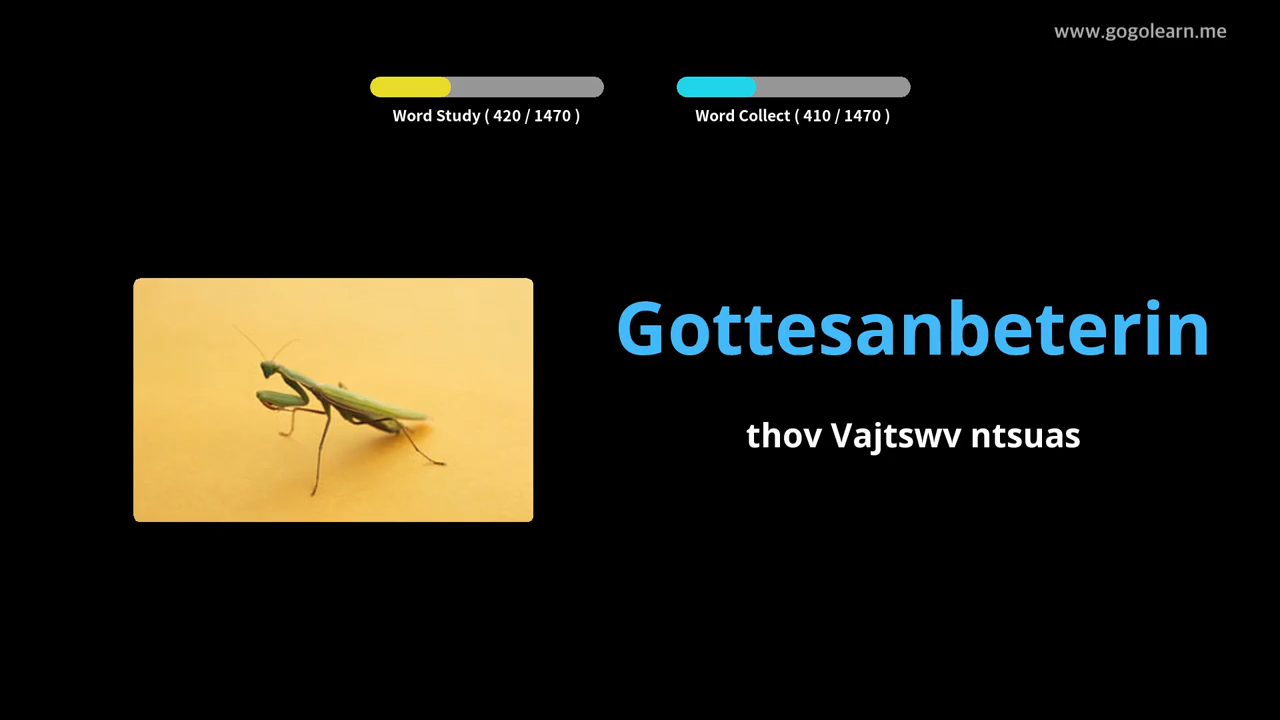 www.gogolearn.me
Word Study ( 420 / 1470 )
Word Collect ( 410 / 1470 )
Gottesanbeterin
thov Vajtswv ntsuas